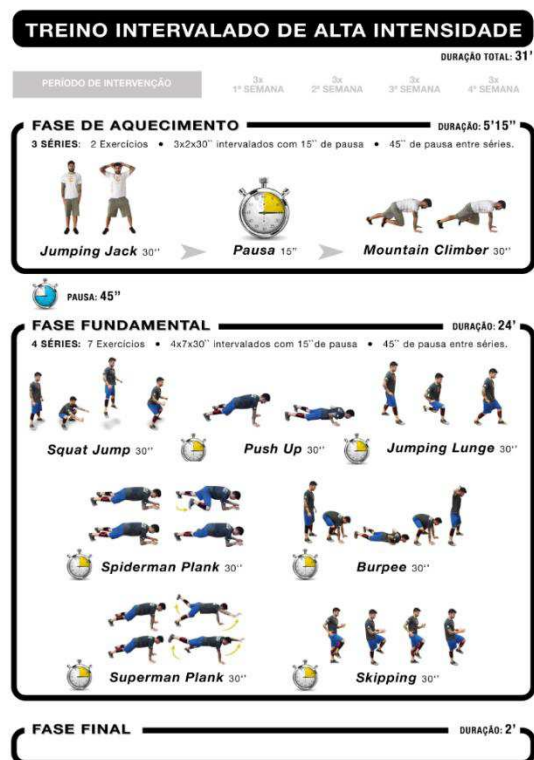 TREINO INTERVALADO DE ALTA INTENSIDADE
DURAÇÃO TOTAL: 31'
PERÍODO DE INTERVENÇÃO
3x
1ª SEMANA
3x
2ª SEMANA
3x
3ª SEMANA
3x
4ª SEMANA
FASE DE AQUECIMENTO
DURAÇÃO: 5'15"
3 SÉRIES: 2 Exercícios • 3x2x30'' intervalados com 15'' de pausa • 45'' de pausa entre séries.
Jumping Jack 30''
Pausa 15"
Mountain Climber 30''
PAUSA: 45"
FASE FUNDAMENTAL
DURAÇÃO: 24'
4 SÉRIES: 7 Exercícios • 4x7x30'' intervalados com 15'' de pausa • 45'' de pausa entre séries.
Squat Jump 30''
Push Up 30''
Jumping Lunge 30''
Spiderman Plank 30''
Burpee 30''
Superman Plank 30''
Skipping 30''
FASE FINAL
DURAÇÃO: 2'